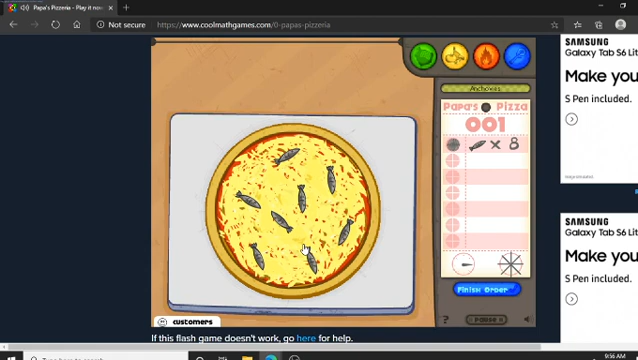 Papa's Pizzeria - Play it now
Not secure
https://www.coolmathgames.com/0-papas-pizzeria
SAMSUNG
Galaxy Tab S6 Lit
Make you
S Pen included.
Anchovies
Papa's Pizza
001
8
SAMSUNG
Galaxy Tab S6 Lit
Make you
S Pen included.
Finish Order
customers
?
pause
If this flash game doesn't work, go here for help.
Type here to search
9:56 AM